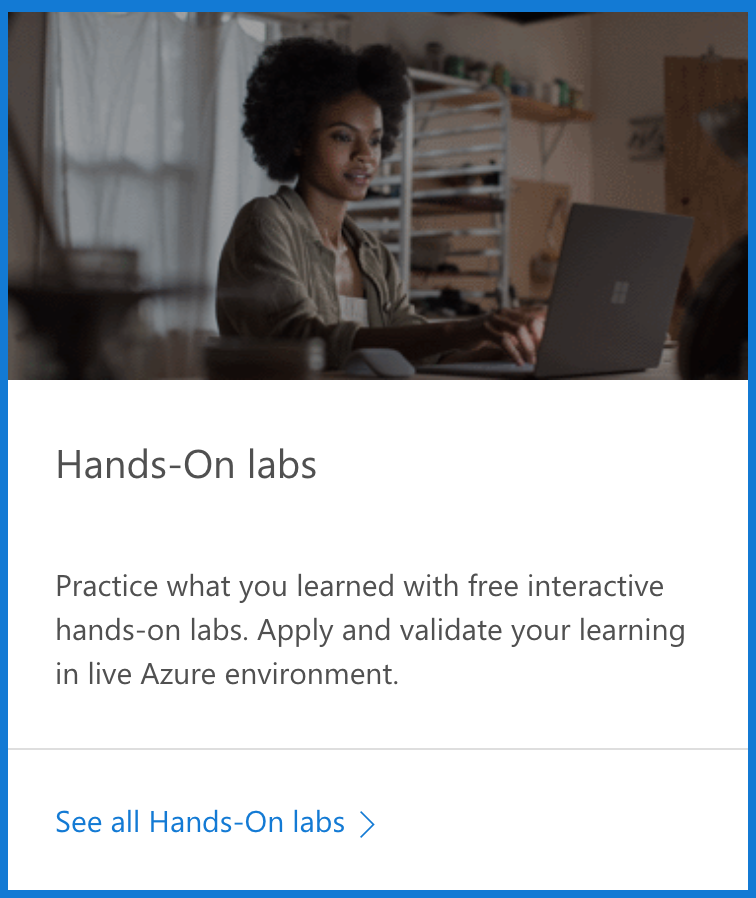 Hands-On labs
Practice what you learned with free interactive
hands-on labs. Apply and validate your learning
in live Azure environment.
See all Hands-On labs